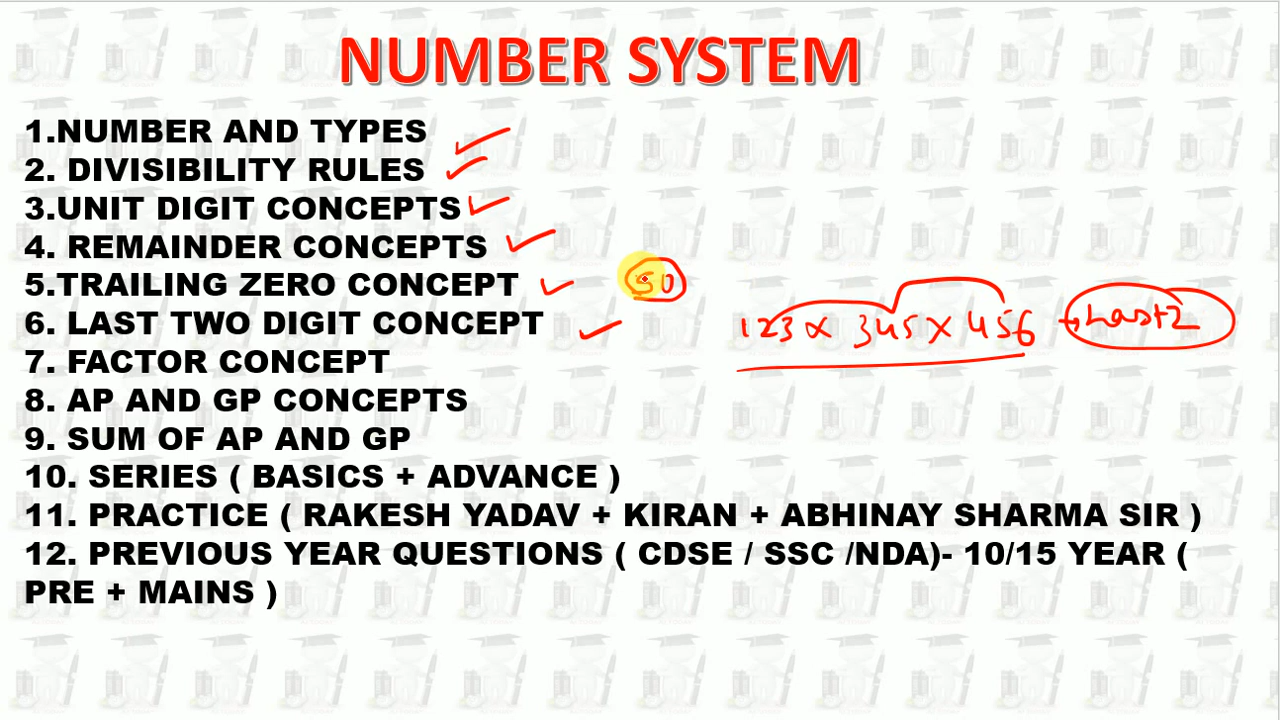 NUMBER SYSTEM
1.NUMBER AND TYPES
2. DIVISIBILITY RULES
3.UNIT DIGIT CONCEPTS
4. REMAINDER CONCEPTS
5.TRAILING ZERO CONCEPT
50
6. LAST TWO DIGIT CONCEPT
123 x 345 x 456 → Last 2
7. FACTOR CONCEPT
8. AP AND GP CONCEPTS
9. SUM OF AP AND GP
10. SERIES ( BASICS + ADVANCE )
11. PRACTICE ( RAKESH YADAV + KIRAN + ABHINAY SHARMA SIR )
12. PREVIOUS YEAR QUESTIONS ( CDSE / SSC /NDA)- 10/15 YEAR (
PRE + MAINS )